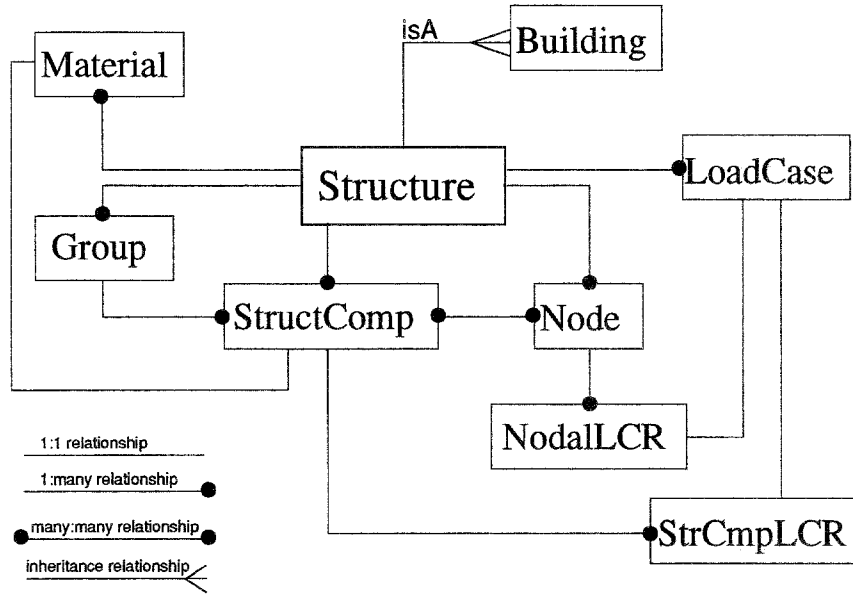 isA
Building
Material
Structure
LoadCase
Group
StructComp
Node
NodalLCR
StrCmpLCR
1:1 relationship
1:many relationship
many:many relationship
inheritance relationship